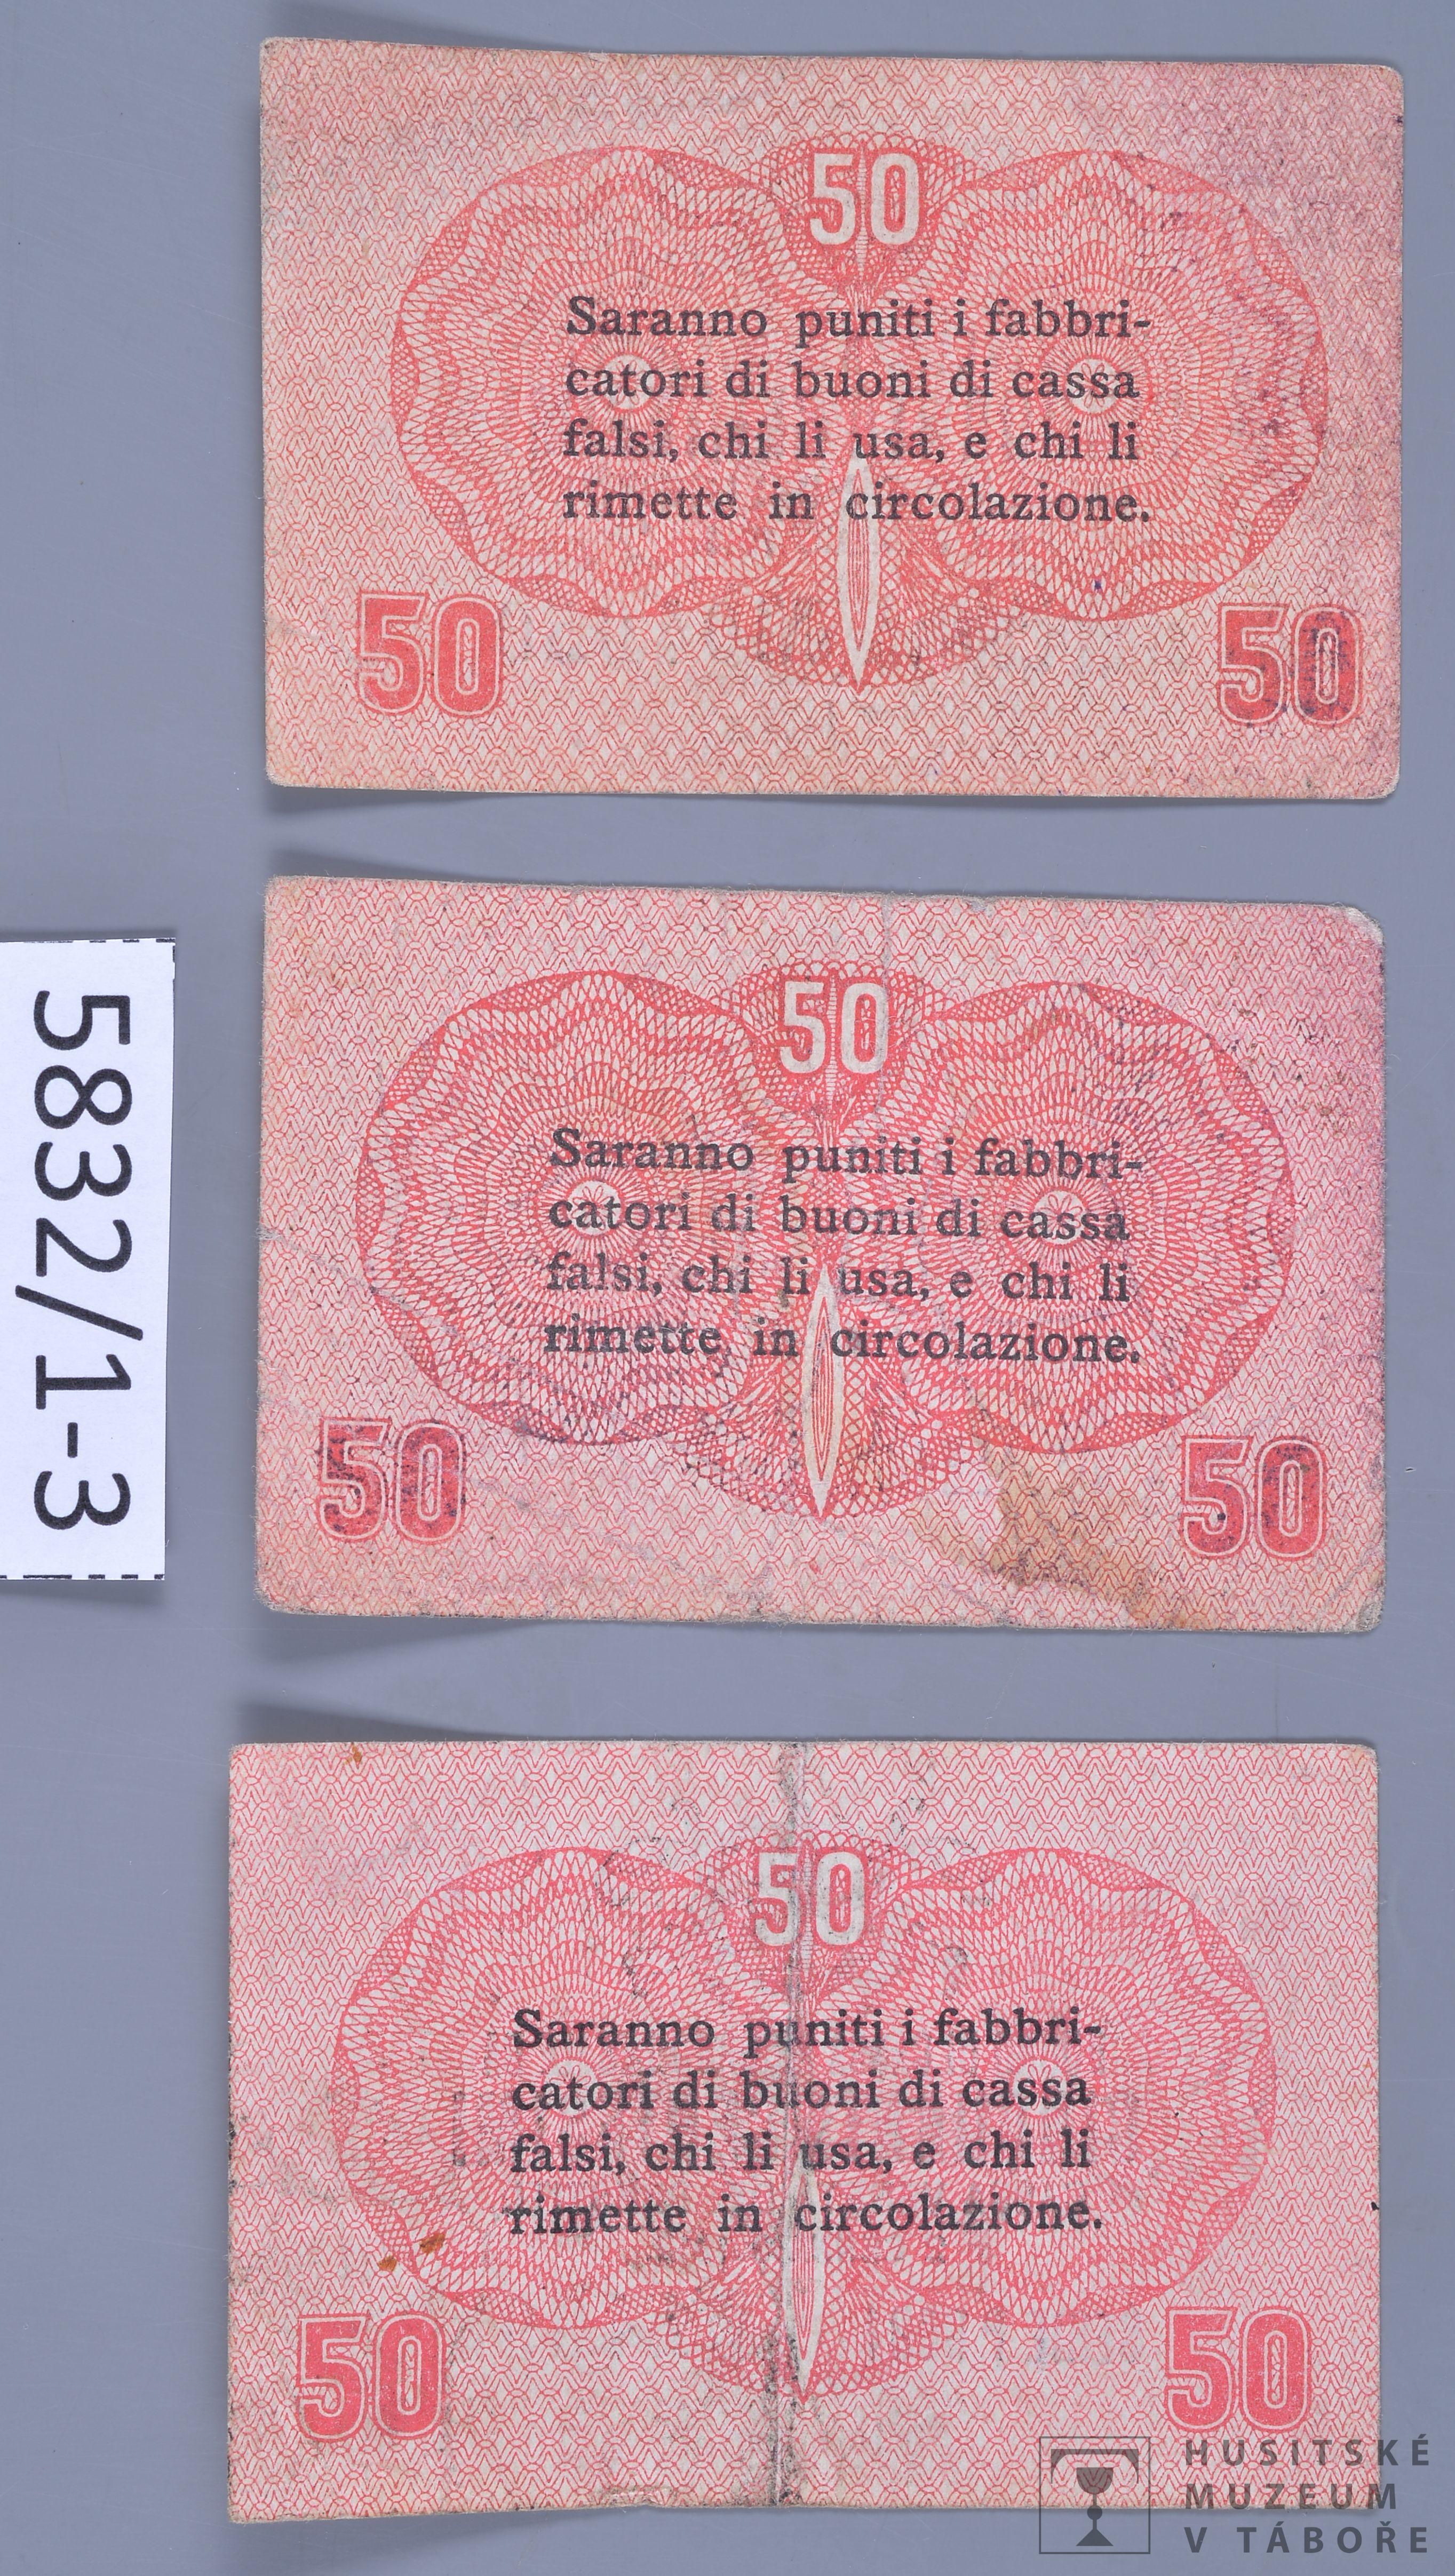 50
Saranno puniti i fabbri-
catori di buoni di cassa
falsi, chi li usa, e chi li
rimette in circolazione.
50 50
5832/1-3
50
Saranno puniti i fabbri-
catori di buoni di cassa
falsi, chi li usa, e chi li
rimette in circolazione.
50 50
50
Saranno puniti i fabbri-
catori di buoni di cassa
falsi, chi li usa, e chi li
rimette in circolazione.
50 50
HUSITSKÉ
MUZEUM
V TÁBOŘE